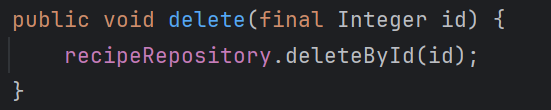 public void delete(final Integer id) {
    recipeRepository.deleteById(id);
}